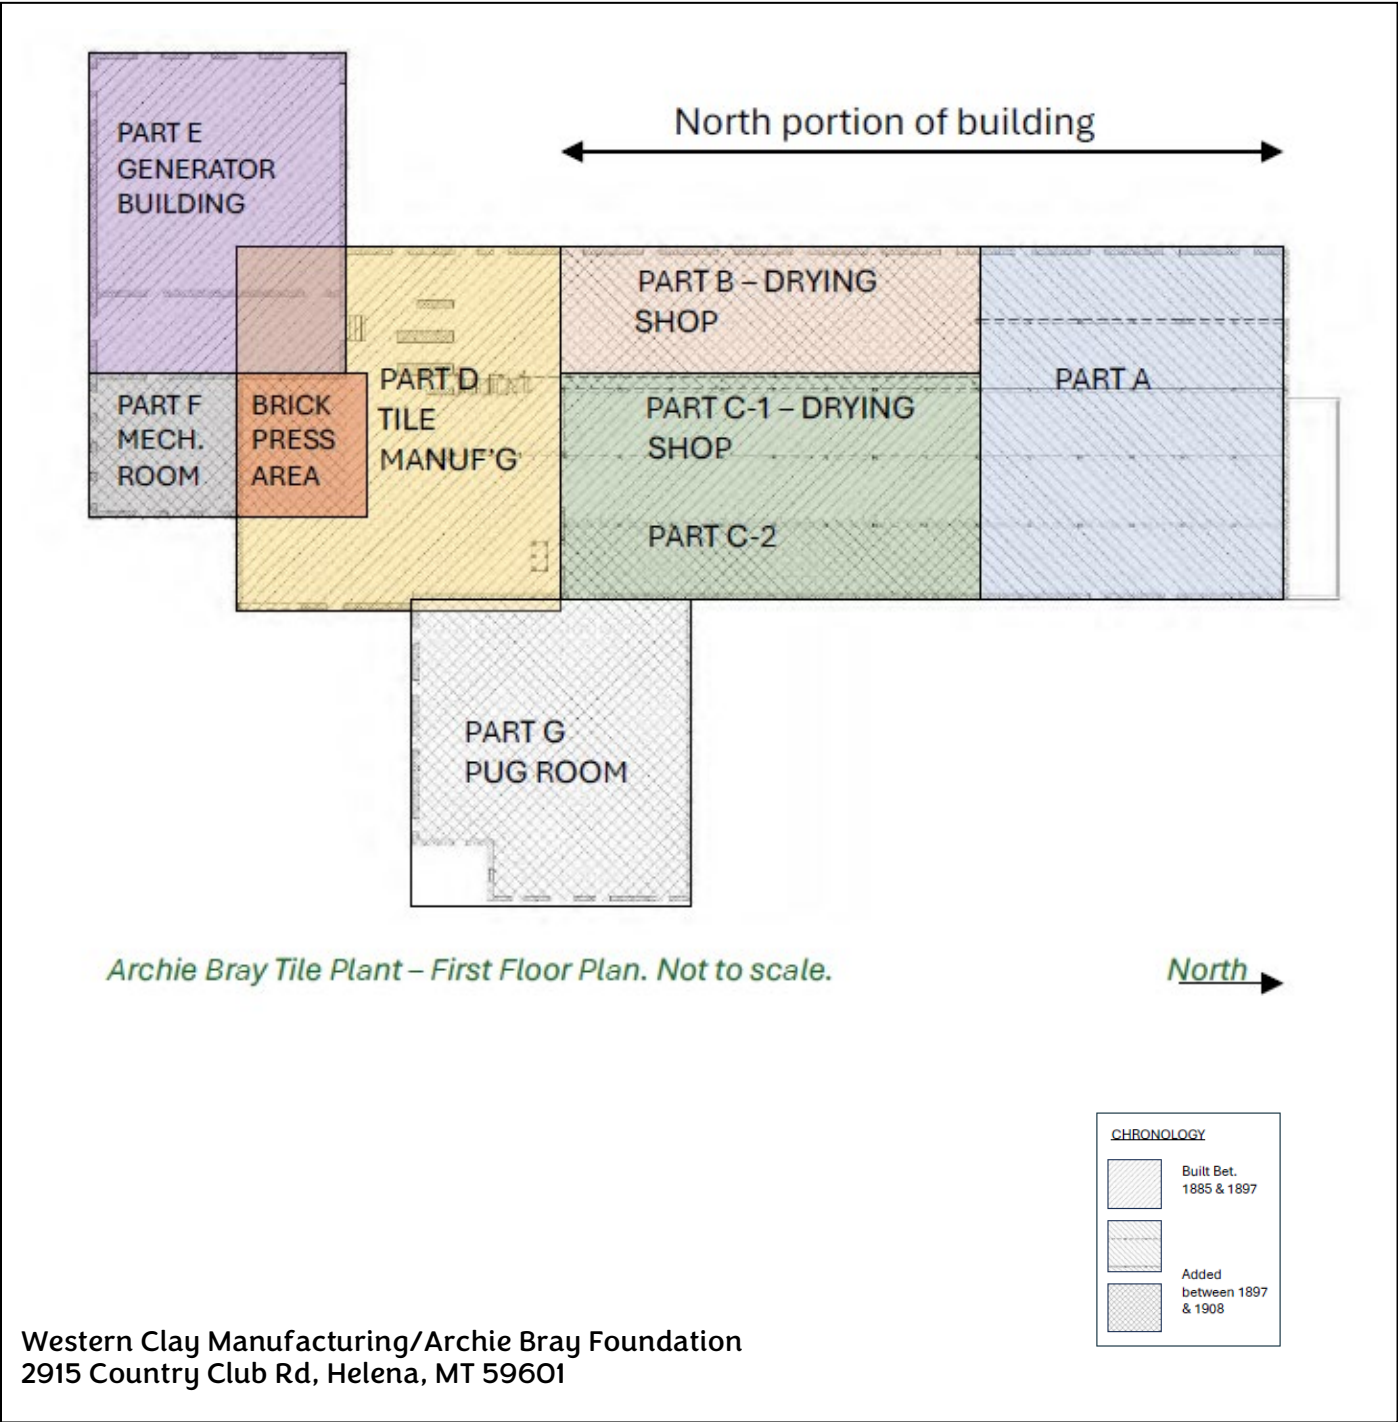 North portion of building
PART E
GENERATOR
BUILDING
PART B – DRYING
SHOP
PART A
PART F
MECH.
ROOM
BRICK
PRESS
AREA
PART D
TILE
MANUF’G
PART C-1 – DRYING
SHOP
PART C-2
PART G
PUG ROOM
Archie Bray Tile Plant – First Floor Plan. Not to scale.
North
CHRONOLOGY
Built Bet.
1885 & 1897
Added
between 1897
& 1908
Western Clay Manufacturing/Archie Bray Foundation
2915 Country Club Rd, Helena, MT 59601